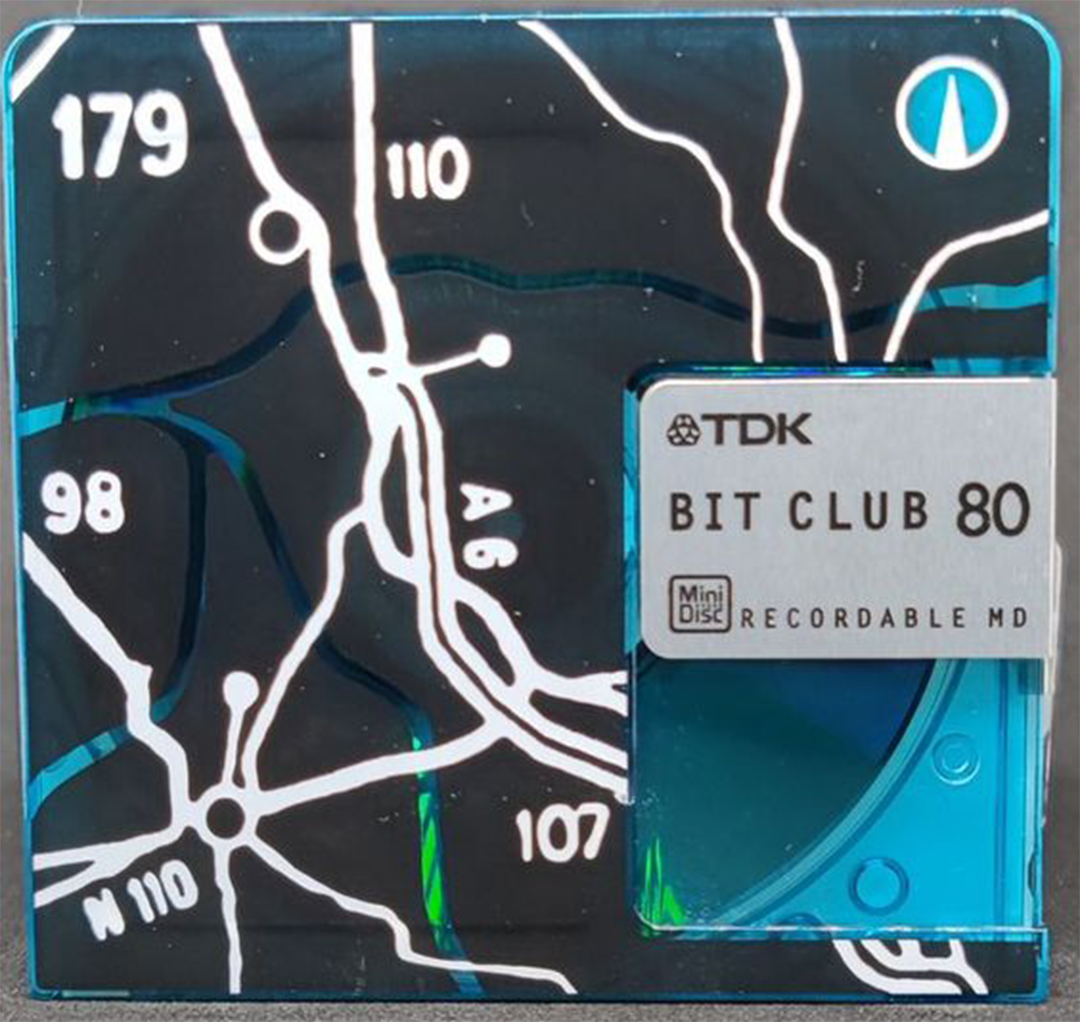 179
110
TDK
98
A6
BIT CLUB 80
Mini
Disc
RECORDABLE MD
107
N 110